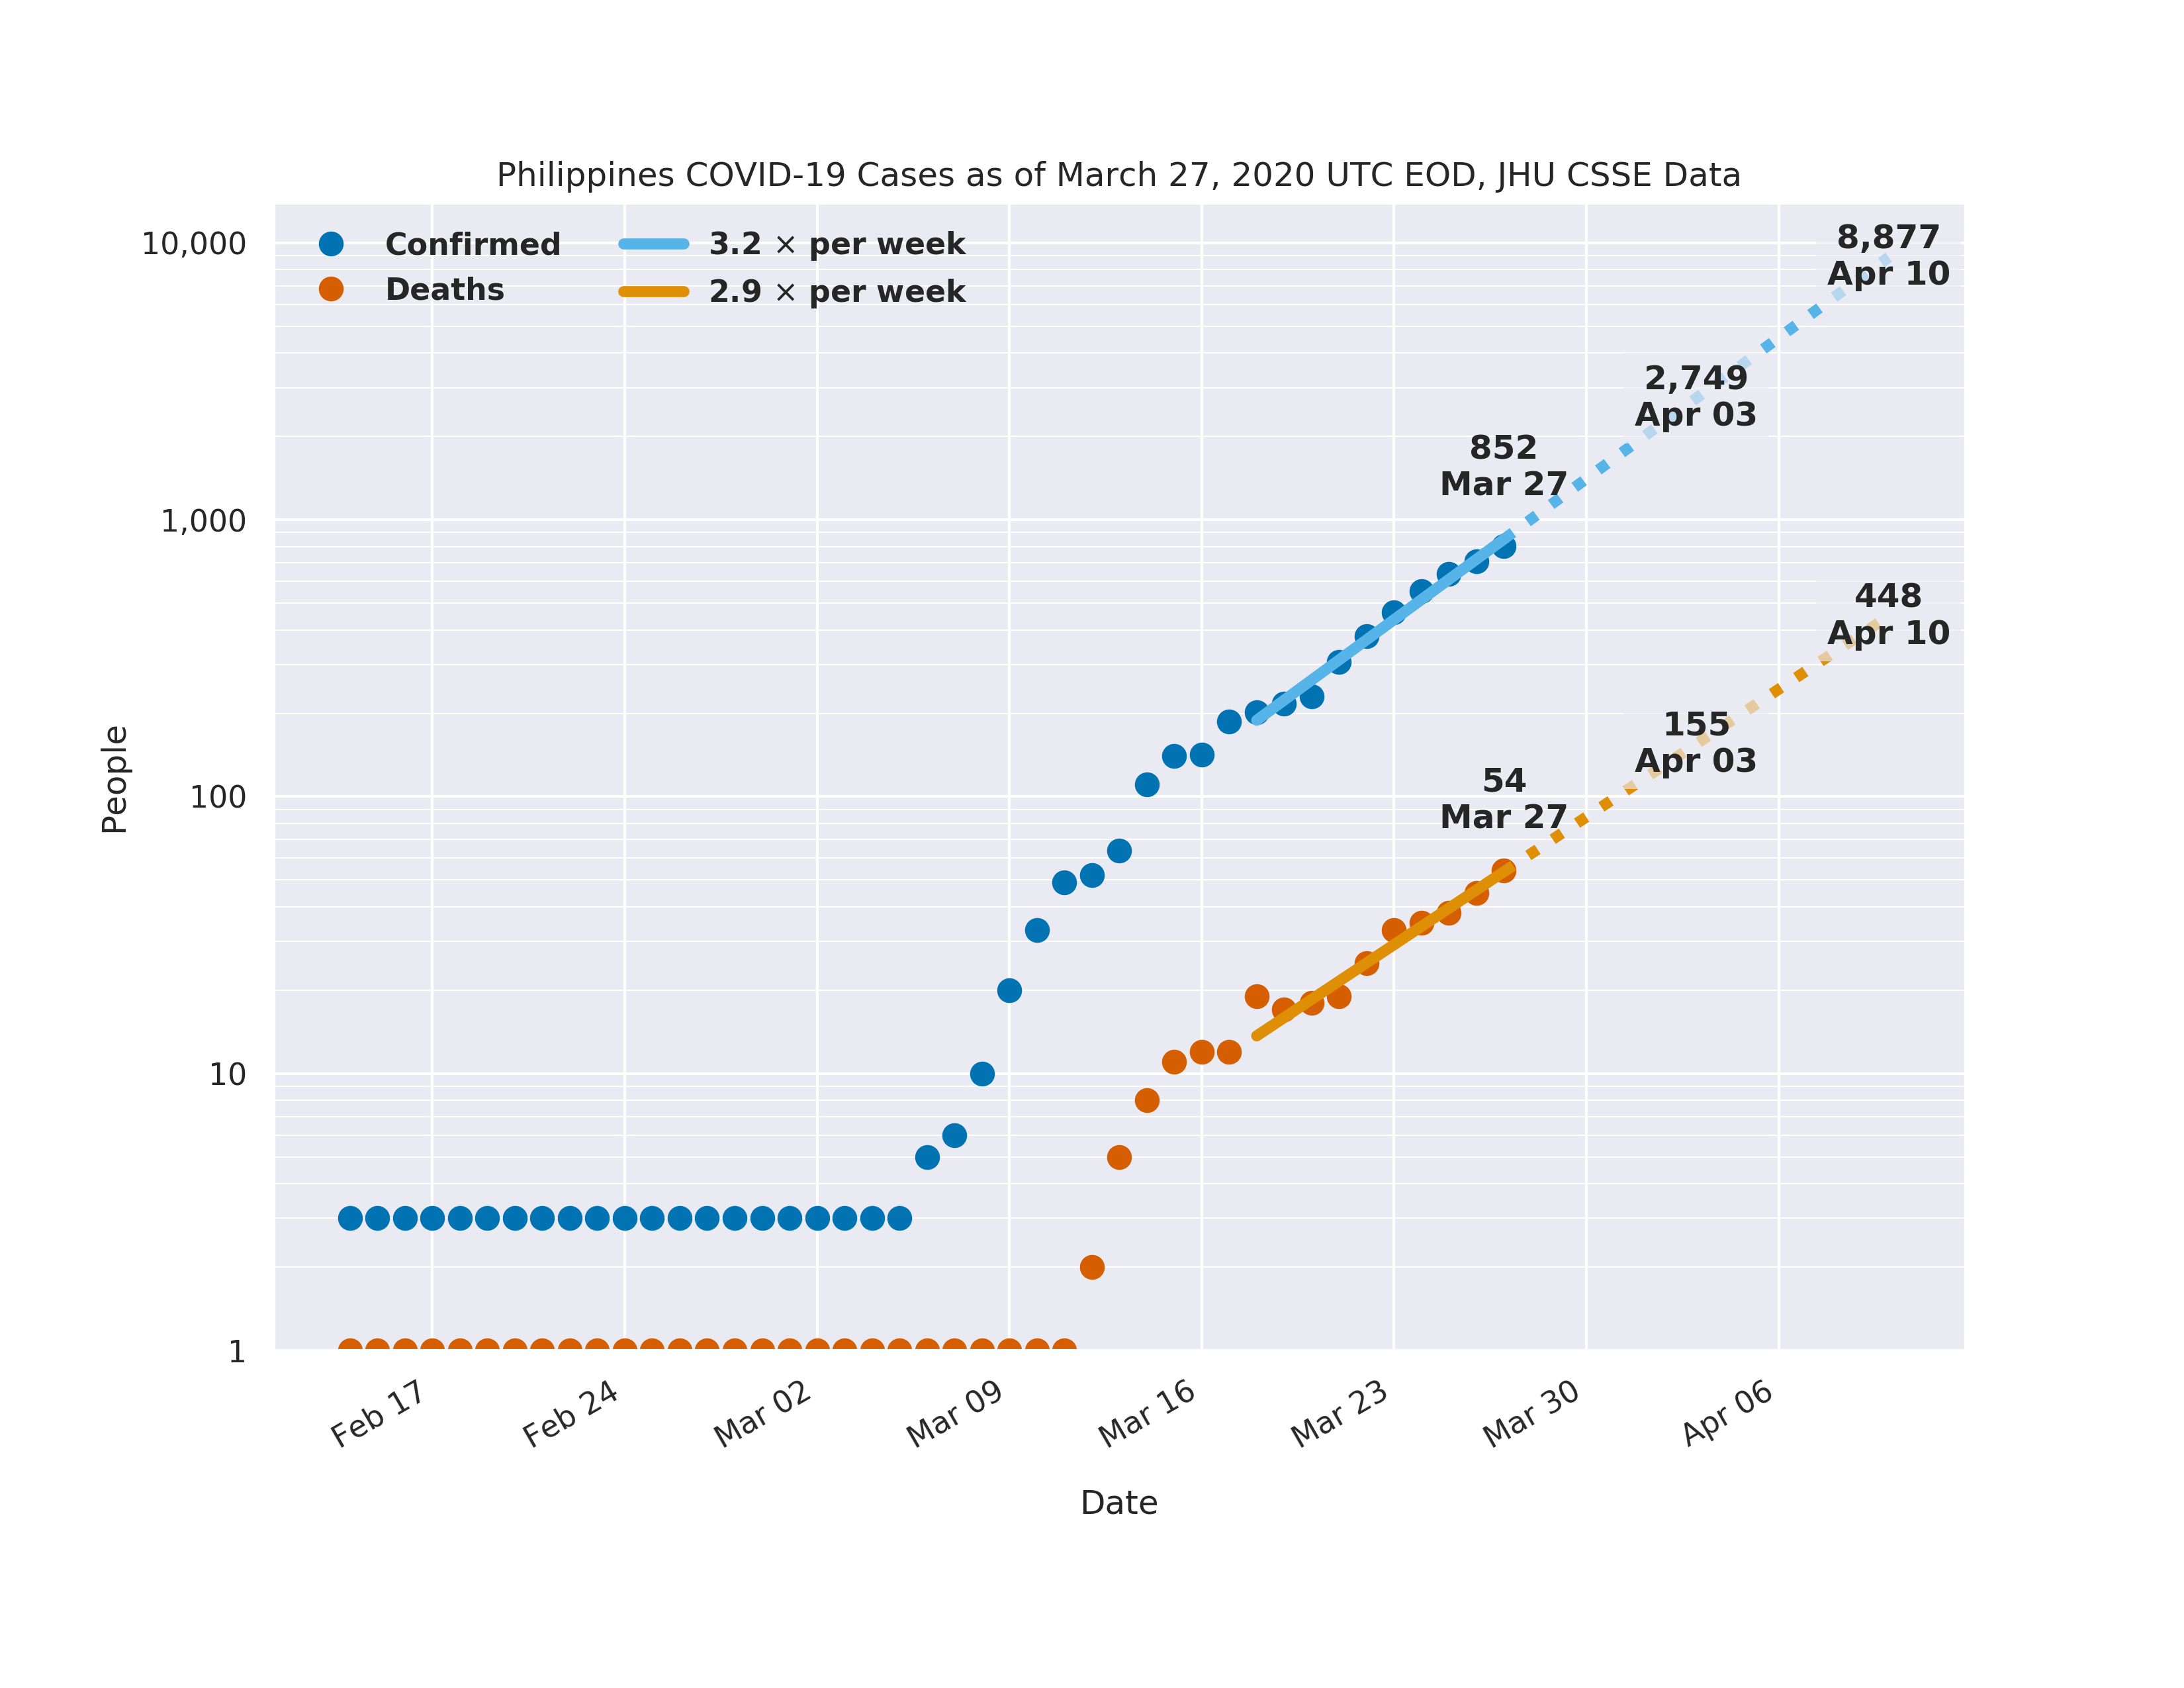 Philippines COVID-19 Cases as of March 27, 2020 UTC EOD, JHU CSSE Data
Confirmed
Deaths
3.2 × per week
2.9 × per week
10,000
1,000
100
10
1
People
8,877
Apr 10
2,749
Apr 03
852
Mar 27
448
Apr 10
155
Apr 03
54
Mar 27
Feb 17
Feb 24
Mar 02
Mar 09
Mar 16
Mar 23
Mar 30
Apr 06
Date